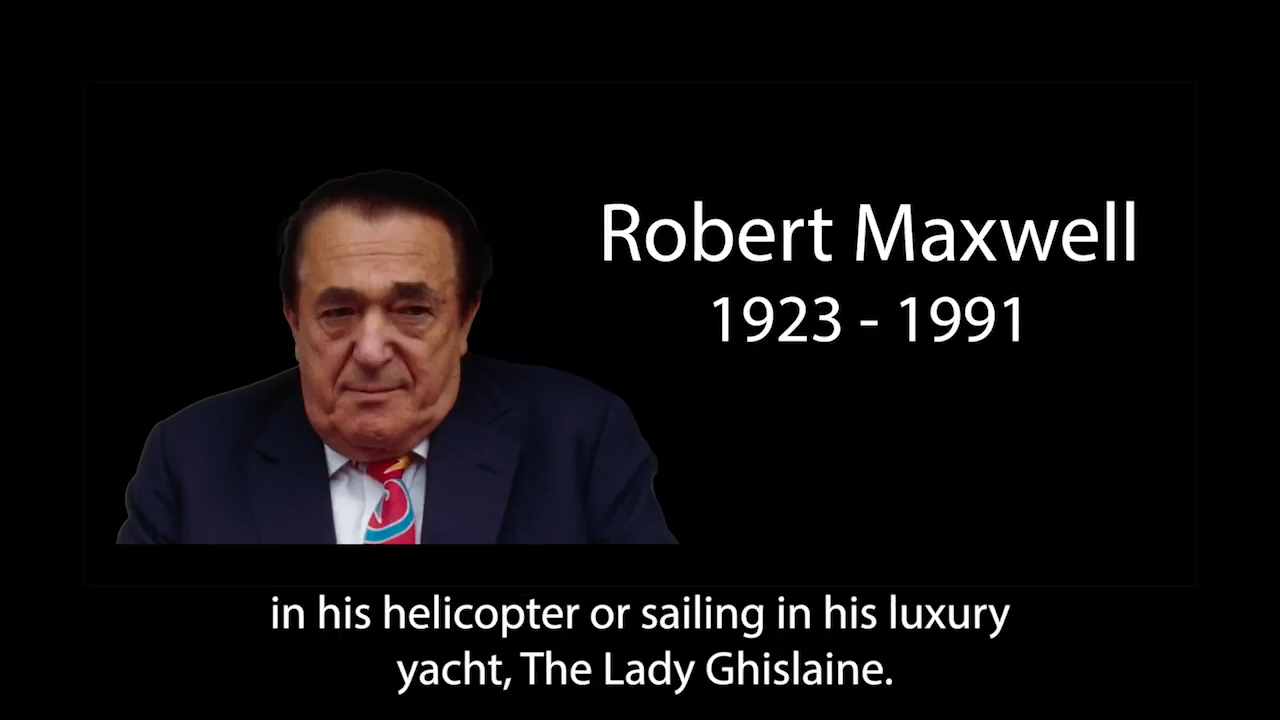 Robert Maxwell
1923 - 1991
in his helicopter or sailing in his luxury
yacht, The Lady Ghislaine.